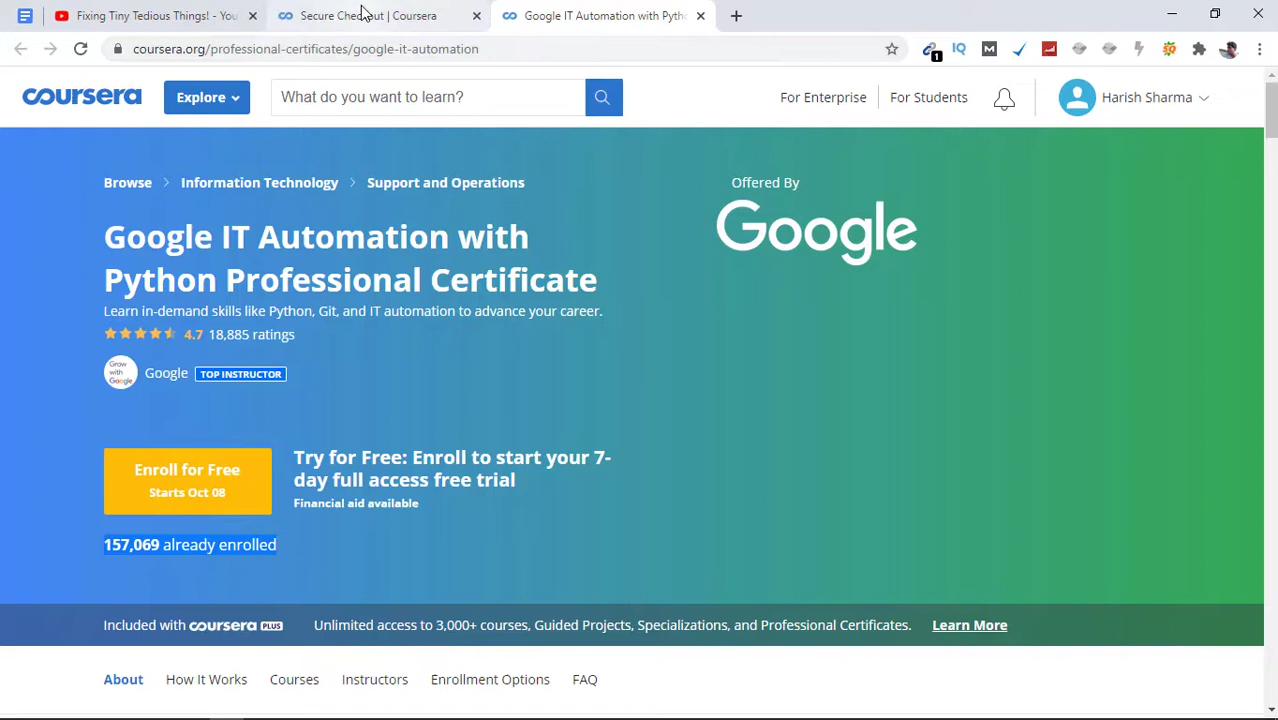 Fixing Tiny Tedious Things! - You
Secure Checkout | Coursera
Google IT Automation with Pytho
coursera.org/professional-certificates/google-it-automation
1
IQ
M
coursera
Explore
What do you want to learn?
For Enterprise
For Students
Harish Sharma
Browse
Information Technology
Support and Operations
Offered By
Google
Google IT Automation with
Python Professional Certificate
Learn in-demand skills like Python, Git, and IT automation to advance your career.
4.7 18,885 ratings
Grow
with
Google
Google TOP INSTRUCTOR
Enroll for Free
Starts Oct 08
Try for Free: Enroll to start your 7-
day full access free trial
Financial aid available
157,069 already enrolled
Included with coursera PLUS
Unlimited access to 3,000+ courses, Guided Projects, Specializations, and Professional Certificates.
Learn More
About
How It Works
Courses
Instructors
Enrollment Options
FAQ